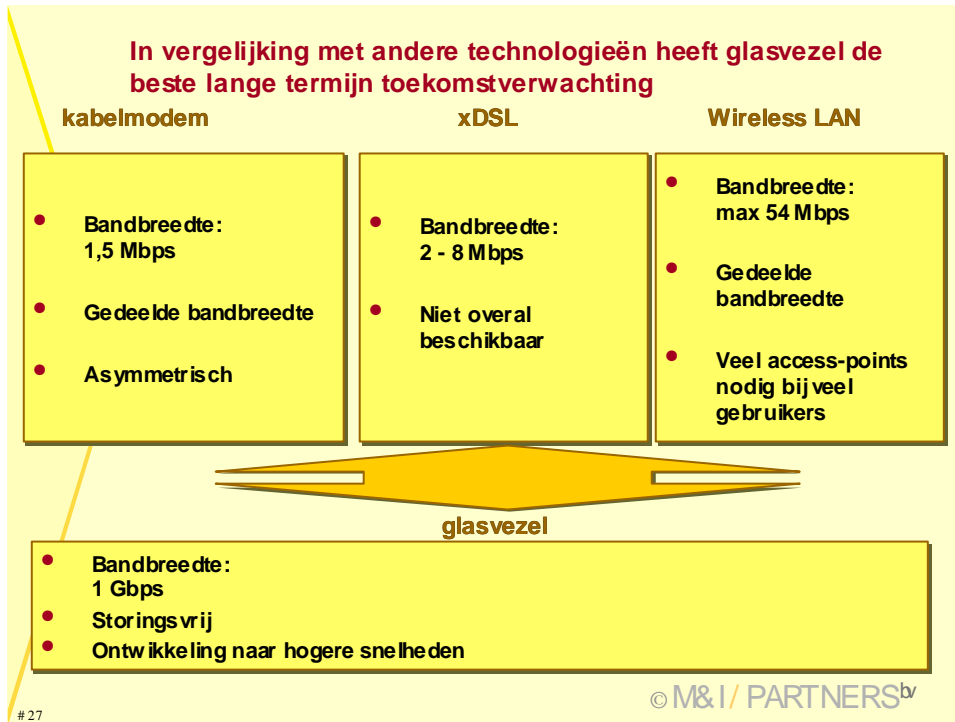 In vergelijking met andere technologieën heeft glasvezel de
beste lange termijn toekomstverwachting
kabelmodem
• Bandbreedte:
1,5 Mbps
• Gedeelde bandbreedte
• Asymmetrisch
xDSL
• Bandbreedte:
2 - 8 Mbps
• Niet overal
beschikbaar
Wireless LAN
• Bandbreedte:
max 54 Mbps
• Gedeelde
bandbreedte
• Veel access-points
nodig bij veel
gebruikers
glasvezel
• Bandbreedte:
1 Gbps
• Storingsvrij
• Ontwikkeling naar hogere snelheden
© M&I/PARTNERS bv
# 27